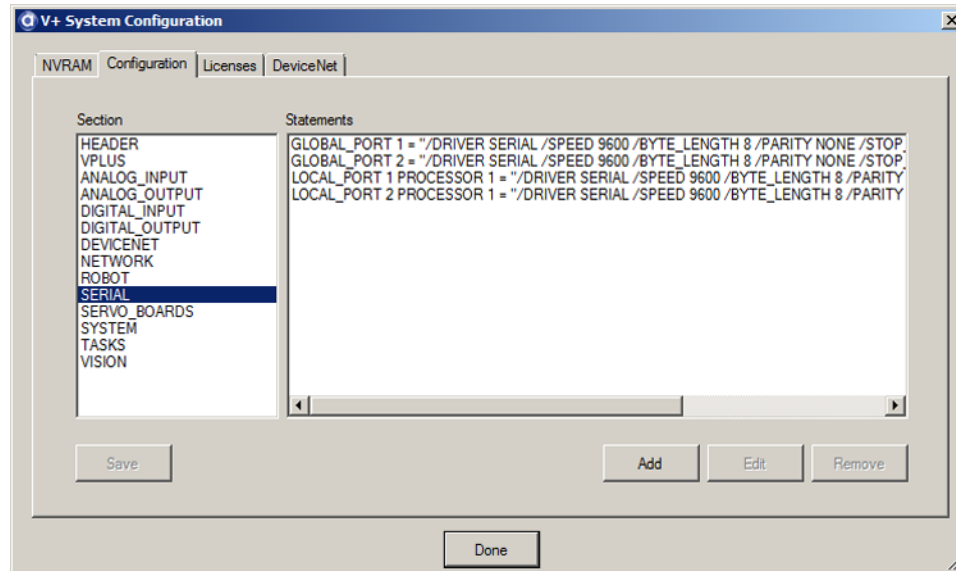 V+ System Configuration
NVRAM Configuration Licenses DeviceNet
Section
HEADER
VPLUS
ANALOG_INPUT
ANALOG_OUTPUT
DIGITAL_INPUT
DIGITAL_OUTPUT
DEVICENET
NETWORK
ROBOT
SERIAL
SERVO_BOARDS
SYSTEM
TASKS
VISION
Statements
GLOBAL_PORT 1 = "/DRIVER SERIAL /SPEED 9600 /BYTE_LENGTH 8 /PARITY NONE /STOP_
GLOBAL_PORT 2 = "/DRIVER SERIAL /SPEED 9600 /BYTE_LENGTH 8 /PARITY NONE /STOP_
LOCAL_PORT 1 PROCESSOR 1 = "/DRIVER SERIAL /SPEED 9600 /BYTE_LENGTH 8 /PARITY
LOCAL_PORT 2 PROCESSOR 1 = "/DRIVER SERIAL /SPEED 9600 /BYTE_LENGTH 8 /PARITY
Save Add Edit Remove
Done